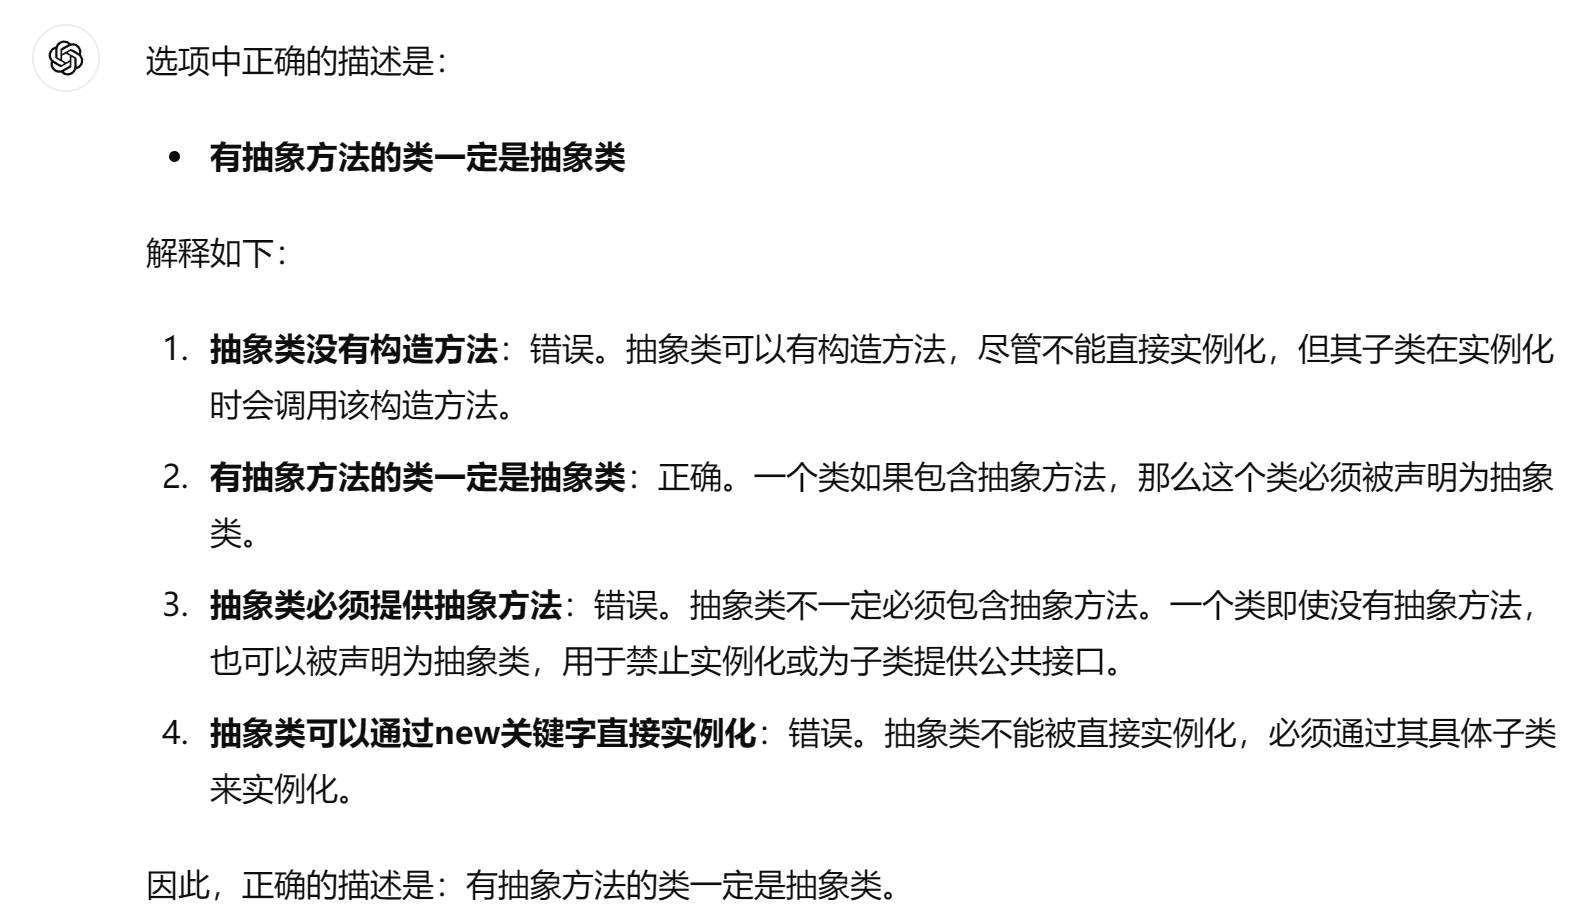 选项中正确的描述是：
• 有抽象方法的类一定是抽象类
解释如下：
1. 抽象类没有构造方法：错误。抽象类可以有构造方法，尽管不能直接实例化，但其子类在实例化
时会调用该构造方法。
2. 有抽象方法的类一定是抽象类：正确。一个类如果包含抽象方法，那么这个类必须被声明为抽象
类。
3. 抽象类必须提供抽象方法：错误。抽象类不一定必须包含抽象方法。一个类即使没有抽象方法，
也可以被声明为抽象类，用于禁止实例化或为子类提供公共接口。
4. 抽象类可以通过new关键字直接实例化：错误。抽象类不能被直接实例化，必须通过其具体子类
来实例化。
因此，正确的描述是：有抽象方法的类一定是抽象类。